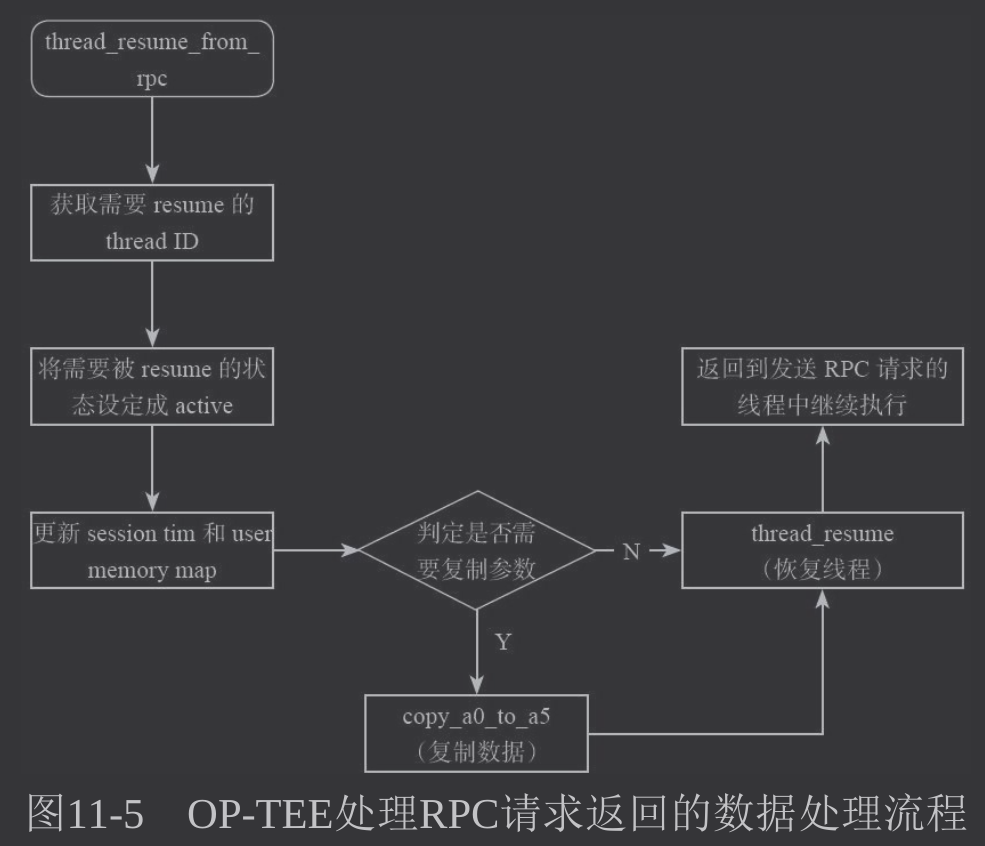 thread_resume_from_
rpc
获取需要 resume 的
thread ID
将需要被 resume 的状
态设定成 active
更新 session tim 和 user
memory map
判定是否需
要复制参数
N
Y
copy_a0_to_a5
（复制数据）
thread_resume
（恢复线程）
返回到发送 RPC 请求的
线程中继续执行
图11-5 OP-TEE处理RPC请求返回的数据处理流程